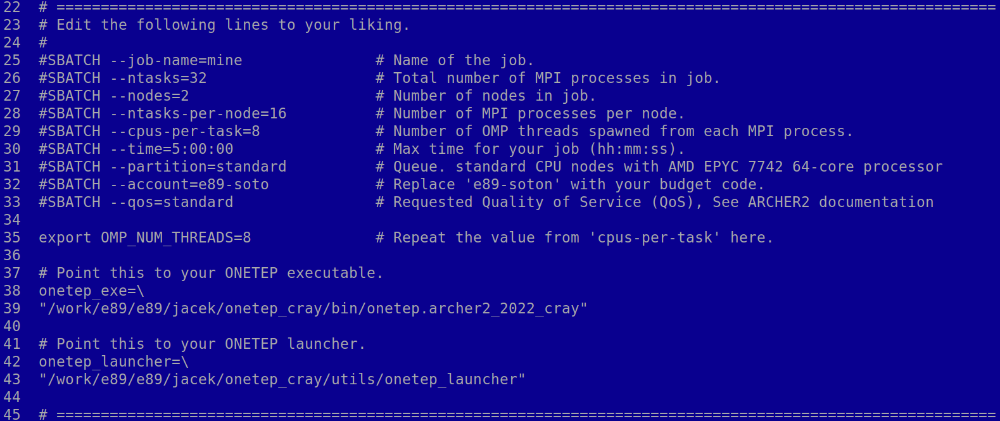 22  # ==========================================================================================================
23  # Edit the following lines to your liking.
24  #
25  #SBATCH --job-name=mine               # Name of the job.
26  #SBATCH --ntasks=32                   # Total number of MPI processes in job.
27  #SBATCH --nodes=2                     # Number of nodes in job.
28  #SBATCH --ntasks-per-node=16          # Number of MPI processes per node.
29  #SBATCH --cpus-per-task=8             # Number of OMP threads spawned from each MPI process.
30  #SBATCH --time=5:00:00                # Max time for your job (hh:mm:ss).
31  #SBATCH --partition=standard          # Queue. standard CPU nodes with AMD EPYC 7742 64-core processor
32  #SBATCH --account=e89-soto            # Replace 'e89-soton' with your budget code.
33  #SBATCH --qos=standard                # Requested Quality of Service (QoS), See ARCHER2 documentation
34
35  export OMP_NUM_THREADS=8              # Repeat the value from 'cpus-per-task' here.
36
37  # Point this to your ONETEP executable.
38  onetep_exe=\
39  "/work/e89/e89/jacek/onetep_cray/bin/onetep.archer2_2022_cray"
40
41  # Point this to your ONETEP launcher.
42  onetep_launcher=\
43  "/work/e89/e89/jacek/onetep_cray/utils/onetep_launcher"
44
45  # ==========================================================================================================